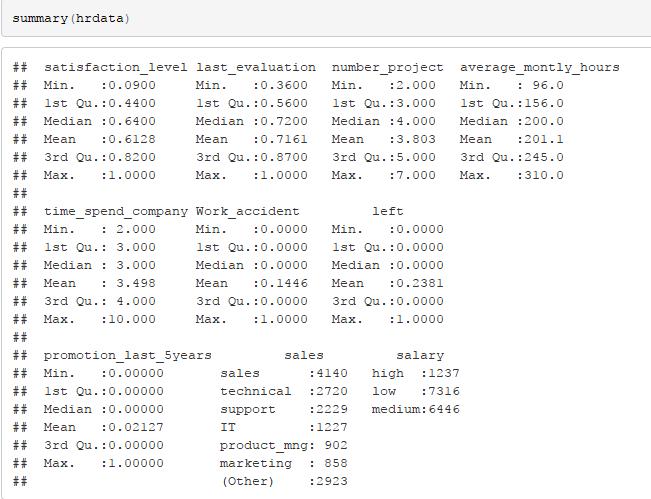 summary(hrdata)
##  satisfaction_level last_evaluation  number_project  average_montly_hours
##  Min.   :0.0900     Min.   :0.3600   Min.   :2.000   Min.   : 96.0
##  1st Qu.:0.4400     1st Qu.:0.5600   1st Qu.:3.000   1st Qu.:156.0
##  Median :0.6400     Median :0.7200   Median :4.000   Median :200.0
##  Mean   :0.6128     Mean   :0.7161   Mean   :3.803   Mean   :201.1
##  3rd Qu.:0.8200     3rd Qu.:0.8700   3rd Qu.:5.000   3rd Qu.:245.0
##  Max.   :1.0000     Max.   :1.0000   Max.   :7.000   Max.   :310.0
##
##  time_spend_company Work_accident         left
##  Min.   : 2.000     Min.   :0.0000   Min.   :0.0000
##  1st Qu.: 3.000     1st Qu.:0.0000   1st Qu.:0.0000
##  Median : 3.000     Median :0.0000   Median :0.0000
##  Mean   : 3.498     Mean   :0.1446   Mean   :0.2381
##  3rd Qu.: 4.000     3rd Qu.:0.0000   3rd Qu.:0.0000
##  Max.   :10.000     Max.   :1.0000   Max.   :1.0000
##
##  promotion_last_5years         sales         salary
##  Min.   :0.00000       sales      :4140   high  :1237
##  1st Qu.:0.00000       technical  :2720   low   :7316
##  Median :0.00000       support    :2229   medium:6446
##  Mean   :0.02127       IT         :1227
##  3rd Qu.:0.00000       product_mng: 902
##  Max.   :1.00000       marketing  : 858
##                        (Other)    :2923